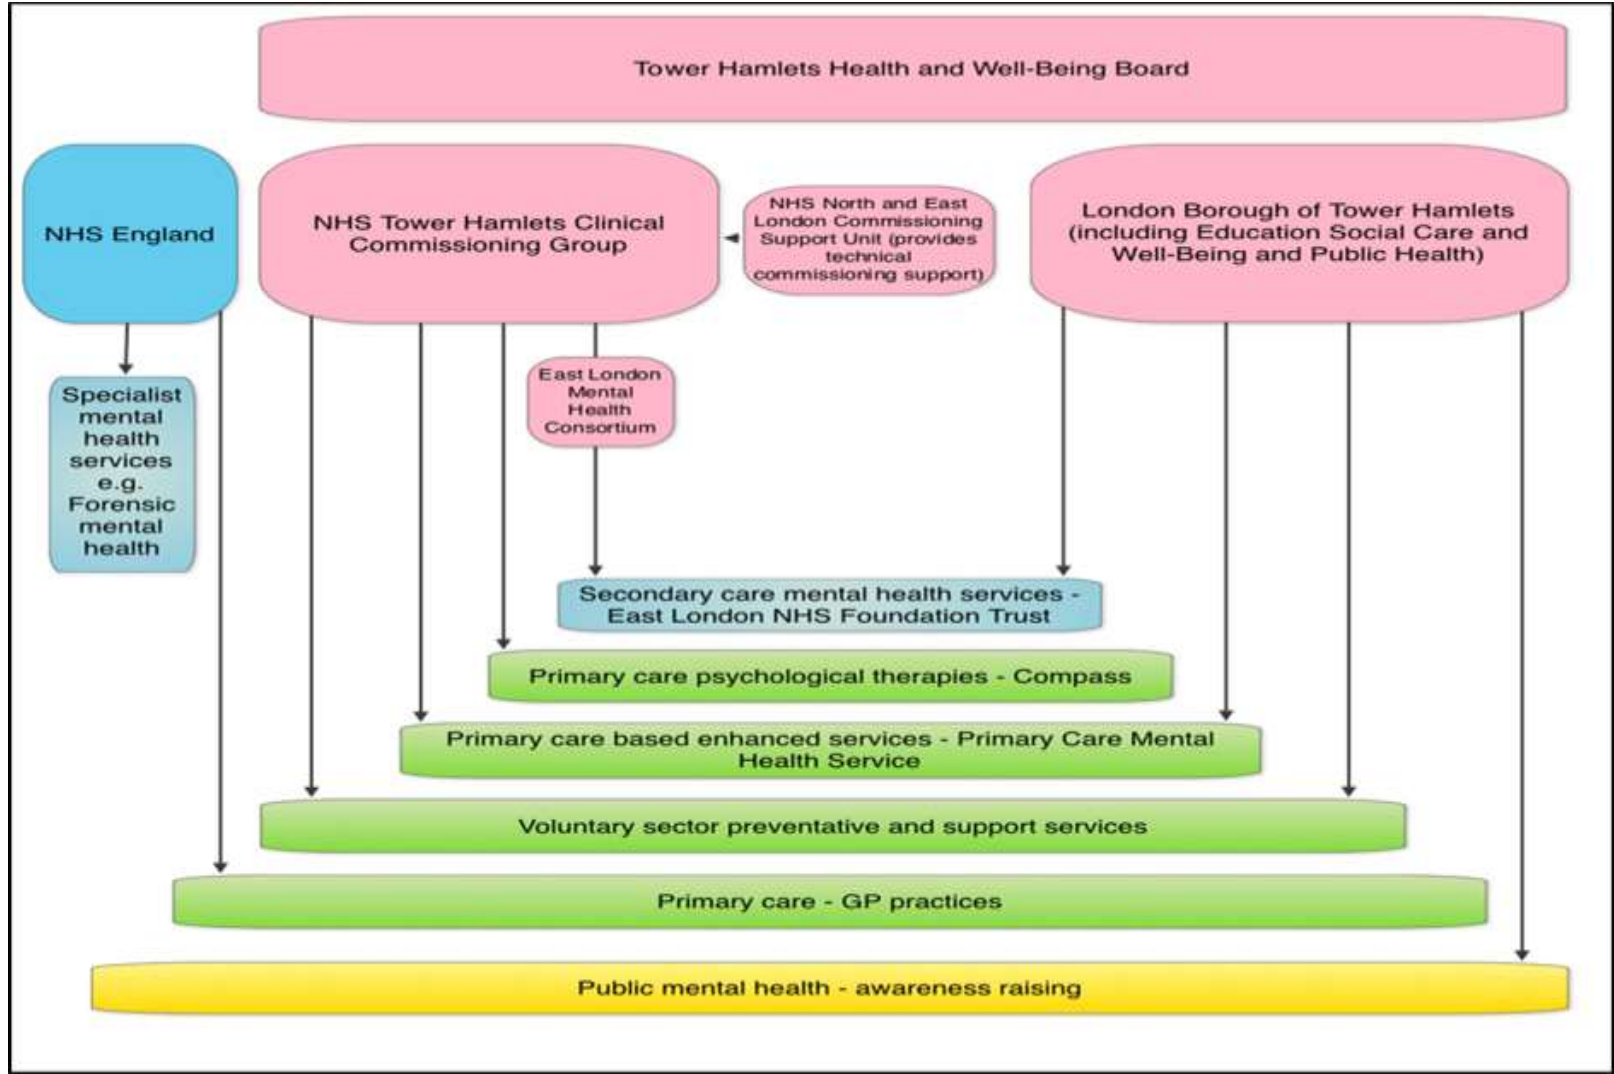 Tower Hamlets Health and Well-Being Board
NHS England
NHS Tower Hamlets Clinical
Commissioning Group
NHS North and East
London Commissioning
Support Unit (provides
technical
commissioning support)
London Borough of Tower Hamlets
(including Education Social Care and
Well-Being and Public Health)
East London
Mental
Health
Consortium
Specialist
mental
health
services
e.g.
Forensic
mental
health
Secondary care mental health services -
East London NHS Foundation Trust
Primary care psychological therapies - Compass
Primary care based enhanced services - Primary Care Mental
Health Service
Voluntary sector preventative and support services
Primary care - GP practices
Public mental health - awareness raising